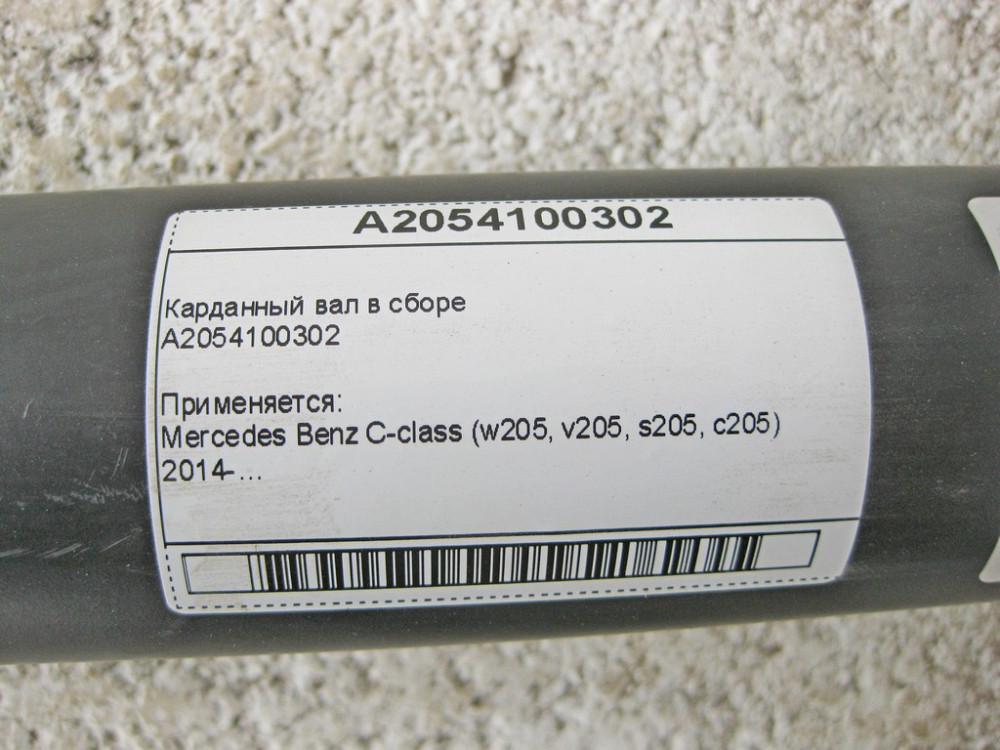 A2054100302
Карданный вал в сборе
A2054100302
Применяется:
Mercedes Benz C-class (w205, v205, s205, c205)
2014-...